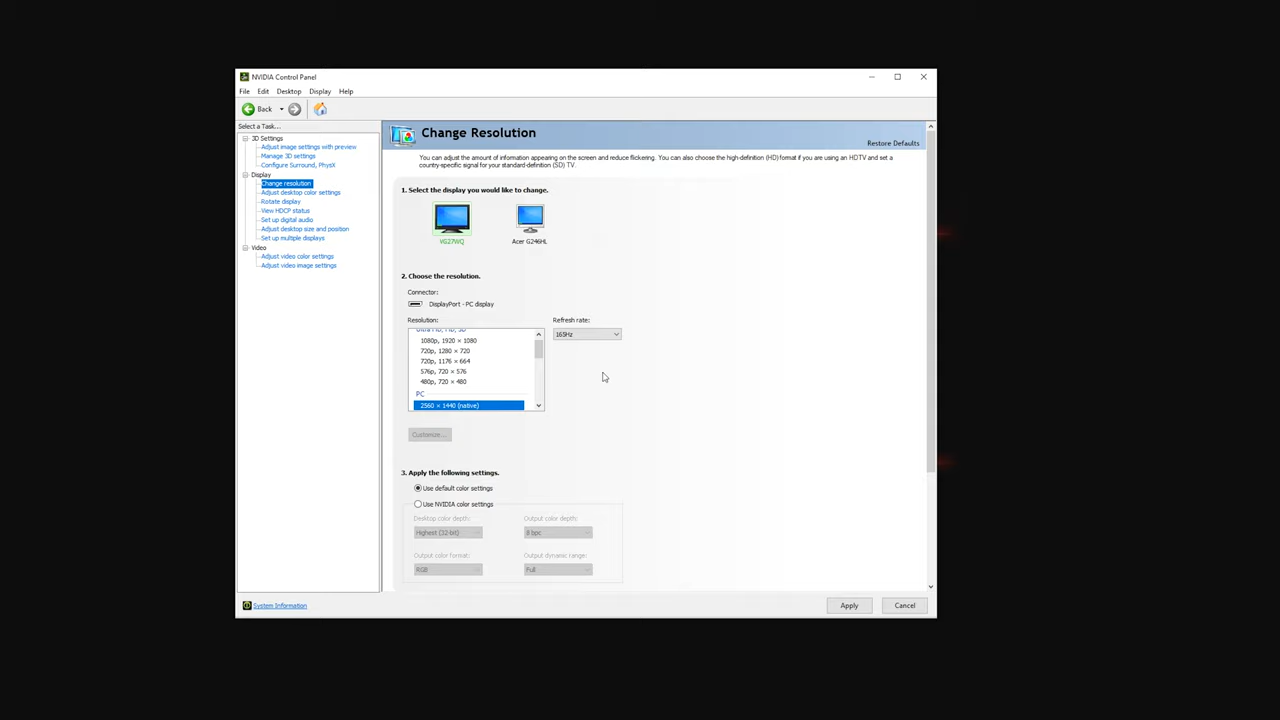 NVIDIA Control Panel
File Edit Desktop Display Help
Back
Select a Task...
3D Settings
Adjust image settings with preview
Manage 3D settings
Configure Surround, PhysX
Display
Change resolution
Adjust desktop color settings
Rotate display
View HDCP status
Set up digital audio
Adjust desktop size and position
Set up multiple displays
Video
Adjust video color settings
Adjust video image settings
System Information
Change Resolution
Restore Defaults
You can adjust the amount of information appearing on the screen and reduce flickering. You can also choose the high-definition (HD) format if you are using an HDTV and set a
country-specific signal for your standard-definition (SD) TV.
1. Select the display you would like to change.
VG27WQ
Acer G246HL
2. Choose the resolution.
Connector:
DisplayPort - PC display
Resolution:
Refresh rate:
Ultra HD, HD, SD
165Hz
1080p, 1920 × 1080
720p, 1280 × 720
720p, 1176 × 664
576p, 720 × 576
480p, 720 × 480
PC
2560 × 1440 (native)
Customize...
3. Apply the following settings.
Use default color settings
Use NVIDIA color settings
Desktop color depth:
Output color depth:
Highest (32-bit)
8 bpc
Output color format:
Output dynamic range:
RGB
Full
Apply
Cancel